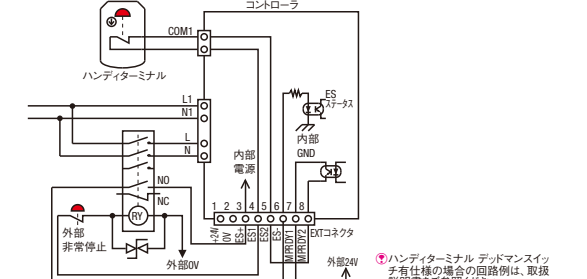 コントローラ
COM1
ハンディターミナル
ES
ステータス
L1
N1
内部
GND
L
N
内部
電源
NO
NC
1 2 3 4 5 6 7 8
EXTコネクタ
+24V
0V
ES+
ES1
ES2
ES-
MPRDY1
MPRDY2
RY
外部
非常停止
外部0V
外部24V
ハンディターミナル デッドマンスイッ
チ有仕様の場合の回路例は、取扱